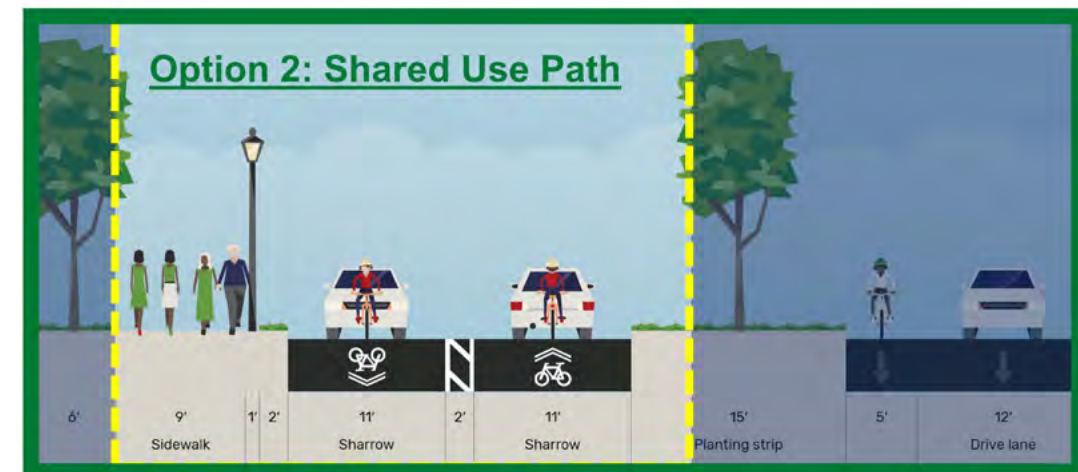 Option 2: Shared Use Path
6' 9' 1' 2' 11' 2' 11' 15' 5' 12'
Sidewalk Sharrow Sharrow Planting strip Drive lane